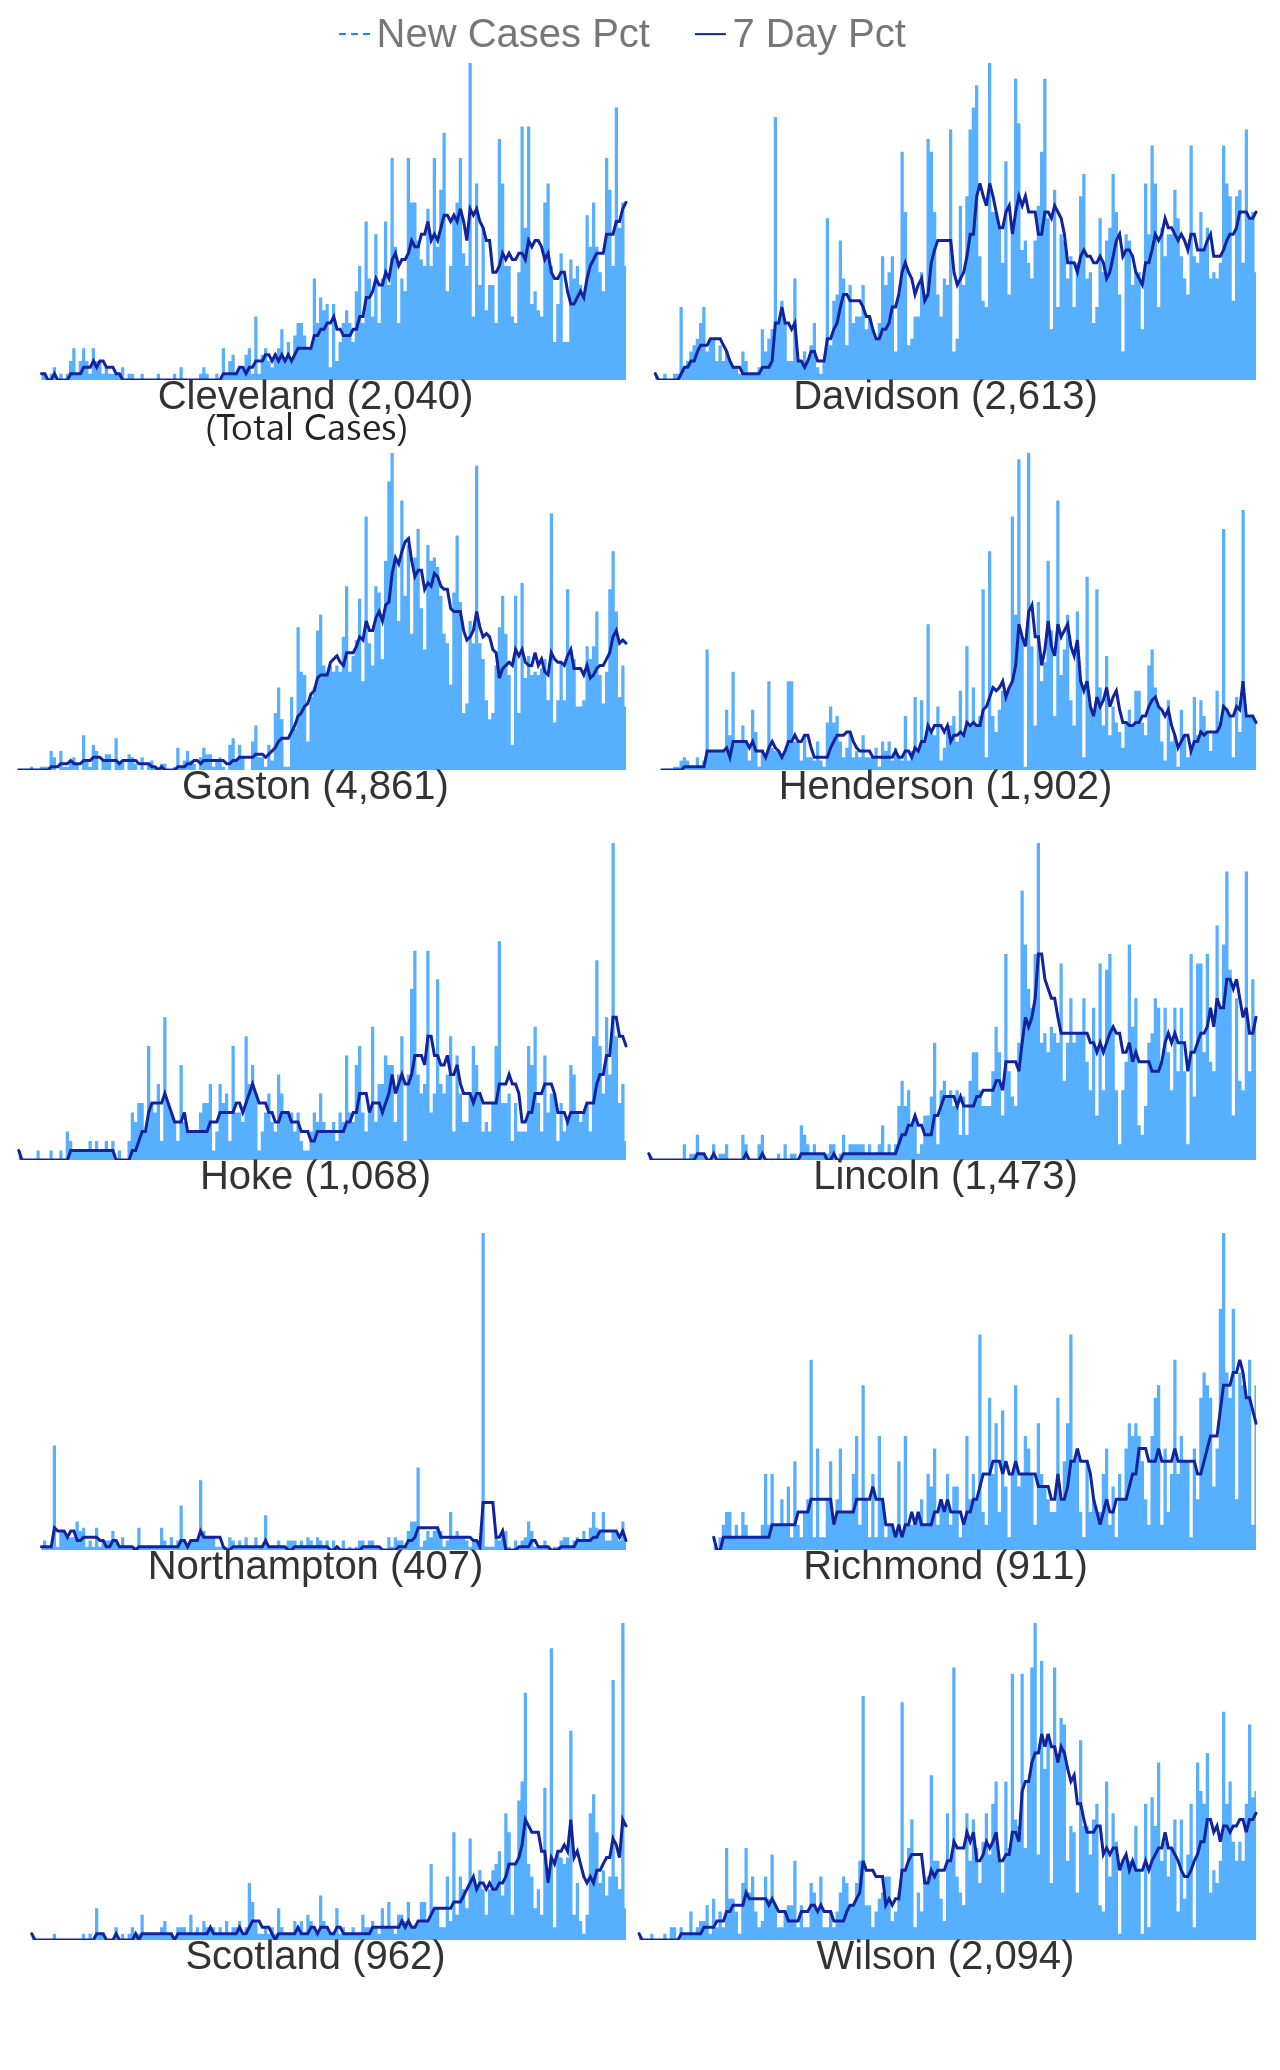 New Cases Pct 7 Day Pct
Cleveland (2,040) Davidson (2,613)
(Total Cases)
Gaston (4,861) Henderson (1,902)
Hoke (1,068) Lincoln (1,473)
Northampton (407) Richmond (911)
Scotland (962) Wilson (2,094)